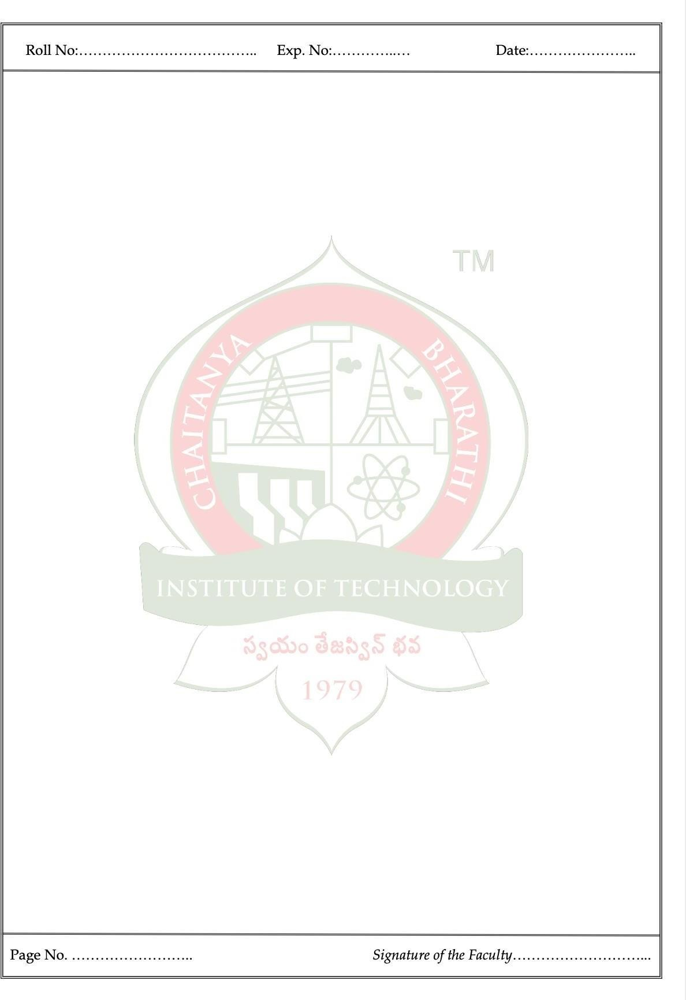 Roll No:……………………………….. Exp. No:…………..…. Date:…………………..
TM
CHAITANYA BHARATHI
INSTITUTE OF TECHNOLOGY
స్వయం తేజస్విన్ భవ
1979
Page No. …………………….. Signature of the Faculty………………………...